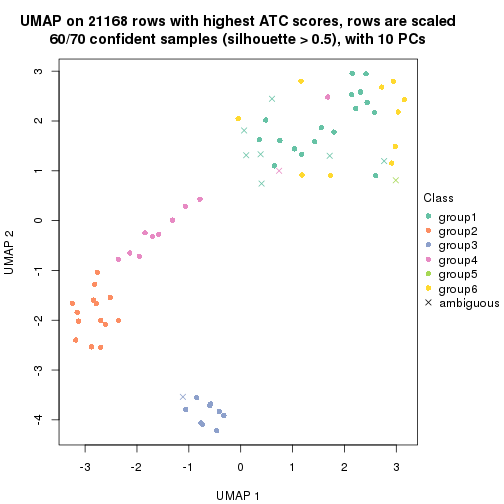 UMAP on 21168 rows with highest ATC scores, rows are scaled
60/70 confident samples (silhouette > 0.5), with 10 PCs
3
2
1
0
-1
-2
-3
-4
UMAP 2
-3
-2
-1
0
1
2
3
UMAP 1
Class
group1
group2
group3
group4
group5
group6
ambiguous